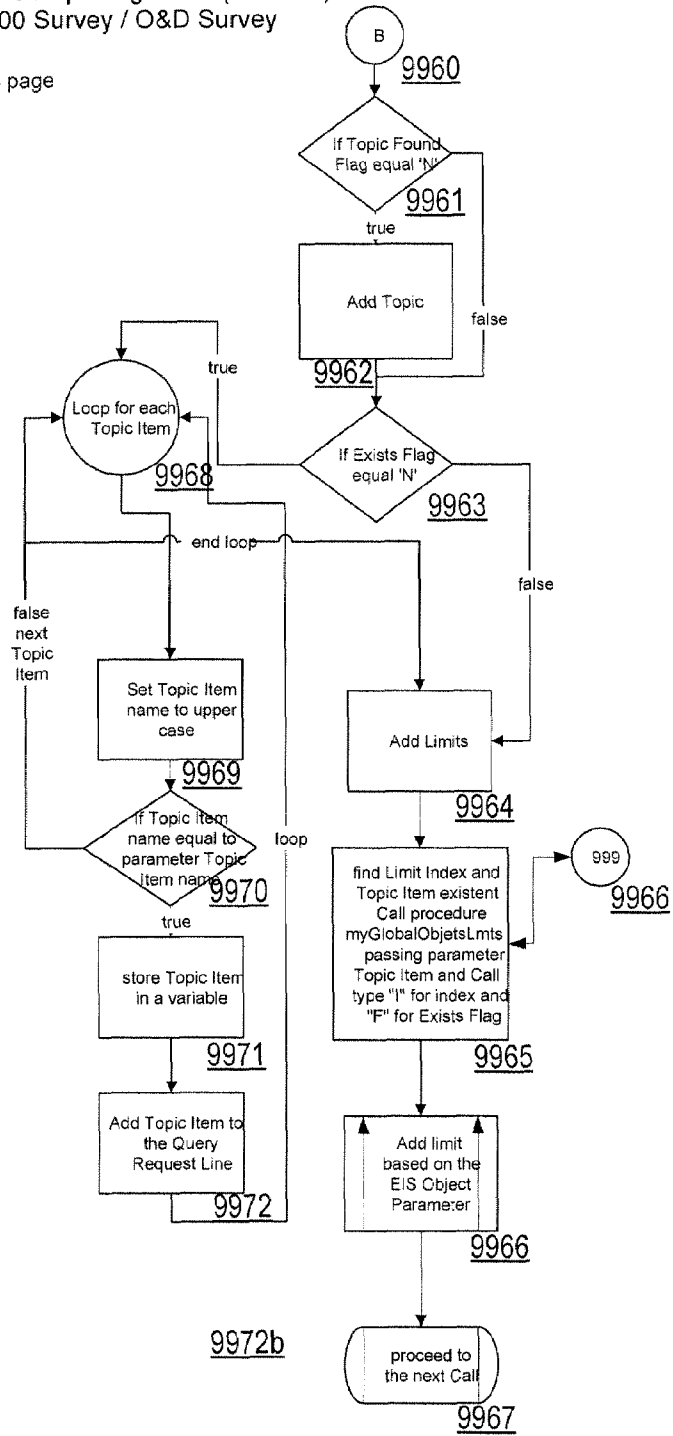 00 Survey / O&D Survey
page
B
9960
If Topic Found
Flag equal 'N'
9961
true
Add Topic
false
9962
true
Loop for each
Topic Item
9968
If Exists Flag
equal 'N'
9963
end loop
false
false
next
Topic
Item
Set Topic Item
name to upper
case
9969
Add Limits
9964
If Topic Item
name equal to
parameter Topic
Item name
9970
loop
true
find Limit Index and
Topic Item existent
Call procedure
myGlobalObjetsLmts
passing parameter
Topic Item and Call
type "I" for index and
"F" for Exists Flag
9965
999
9966
store Topic Item
in a variable
9971
Add Topic Item to
the Query
Request Line
9972
Add limit
based on the
EIS Object
Parameter
9966
9972b
proceed to
the next Call
9967